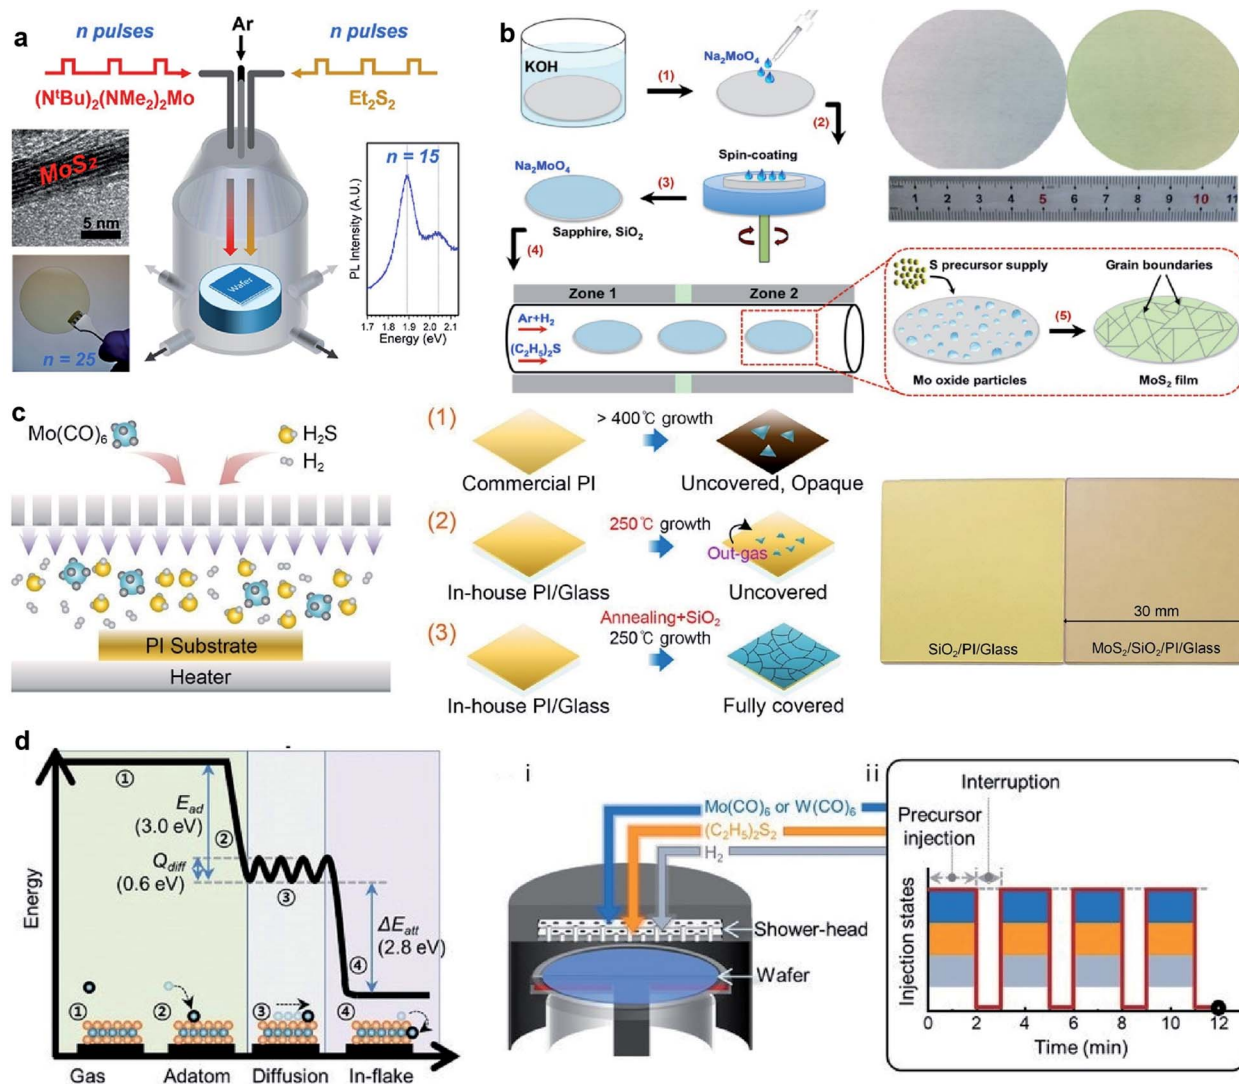 a
n pulses
Ar
n pulses
(NᵗBu)₂(NMe₂)₂Mo
Et₂S₂
MoS₂
5 nm
n = 25
Wafer
n = 15
PL Intensity (A.U.)
1.7 1.8 1.9 2.0 2.1
Energy (eV)
b
KOH
(1)
Na₂MoO₄
(2)
Spin-coating
(3)
Na₂MoO₄
Sapphire, SiO₂
(4)
1 2 3 4 5 6 7 8 9 10 11
Zone 1
Zone 2
Ar+H₂
(C₂H₅)₂S
S precursor supply
Grain boundaries
(5)
Mo oxide particles
MoS₂ film
c
Mo(CO)₆
H₂S
H₂
PI Substrate
Heater
(1)
> 400℃ growth
Commercial PI
Uncovered, Opaque
(2)
250℃ growth
Out-gas
In-house PI/Glass
Uncovered
(3)
Annealing+SiO₂
250℃ growth
In-house PI/Glass
Fully covered
30 mm
SiO₂/PI/Glass
MoS₂/SiO₂/PI/Glass
d
Energy
①
E_ad
(3.0 eV)
②
Q_diff
(0.6 eV)
③
ΔE_att
(2.8 eV)
④
① ② ③ ④
Gas Adatom Diffusion In-flake
i
Mo(CO)₆ or W(CO)₆
(C₂H₅)₂S₂
H₂
Shower-head
Wafer
ii
Interruption
Precursor
injection
Injection states
0 2 4 6 8 10 12
Time (min)